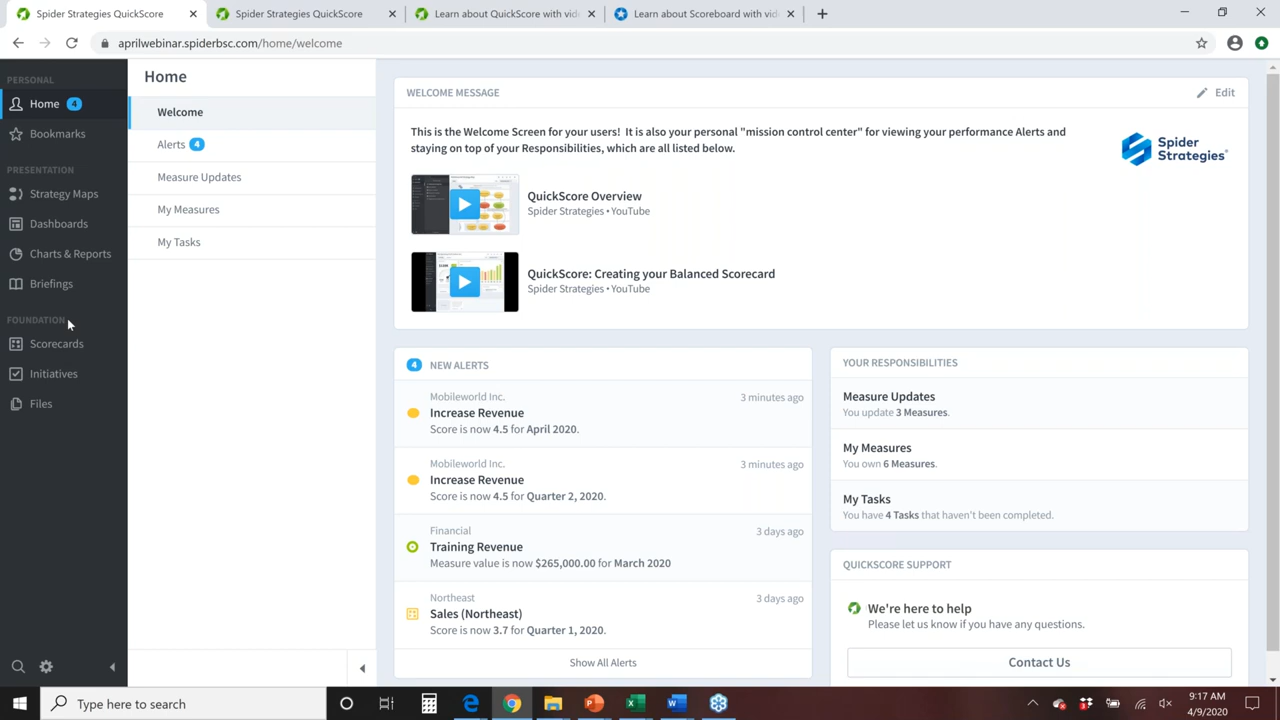 Spider Strategies QuickScore
Spider Strategies QuickScore
Learn about QuickScore with vid
Learn about Scoreboard with vid
aprilwebinar.spiderbsc.com/home/welcome
PERSONAL
Home 4
Bookmarks
PRESENTATION
Strategy Maps
Dashboards
Charts & Reports
Briefings
FOUNDATION
Scorecards
Initiatives
Files
Home
Welcome
Alerts 4
Measure Updates
My Measures
My Tasks
WELCOME MESSAGE
Edit
This is the Welcome Screen for your users! It is also your personal "mission control center" for viewing your performance Alerts and
staying on top of your Responsibilities, which are all listed below.
Spider
Strategies
QuickScore Overview
Spider Strategies • YouTube
QuickScore: Creating your Balanced Scorecard
Spider Strategies • YouTube
4 NEW ALERTS
Mobileworld Inc. 3 minutes ago
Increase Revenue
Score is now 4.5 for April 2020.
Mobileworld Inc. 3 minutes ago
Increase Revenue
Score is now 4.5 for Quarter 2, 2020.
Financial 3 days ago
Training Revenue
Measure value is now $265,000.00 for March 2020
Northeast 3 days ago
Sales (Northeast)
Score is now 3.7 for Quarter 1, 2020.
Show All Alerts
YOUR RESPONSIBILITIES
Measure Updates
You update 3 Measures.
My Measures
You own 6 Measures.
My Tasks
You have 4 Tasks that haven't been completed.
QUICKSCORE SUPPORT
We're here to help
Please let us know if you have any questions.
Contact Us
Type here to search
9:17 AM
4/9/2020